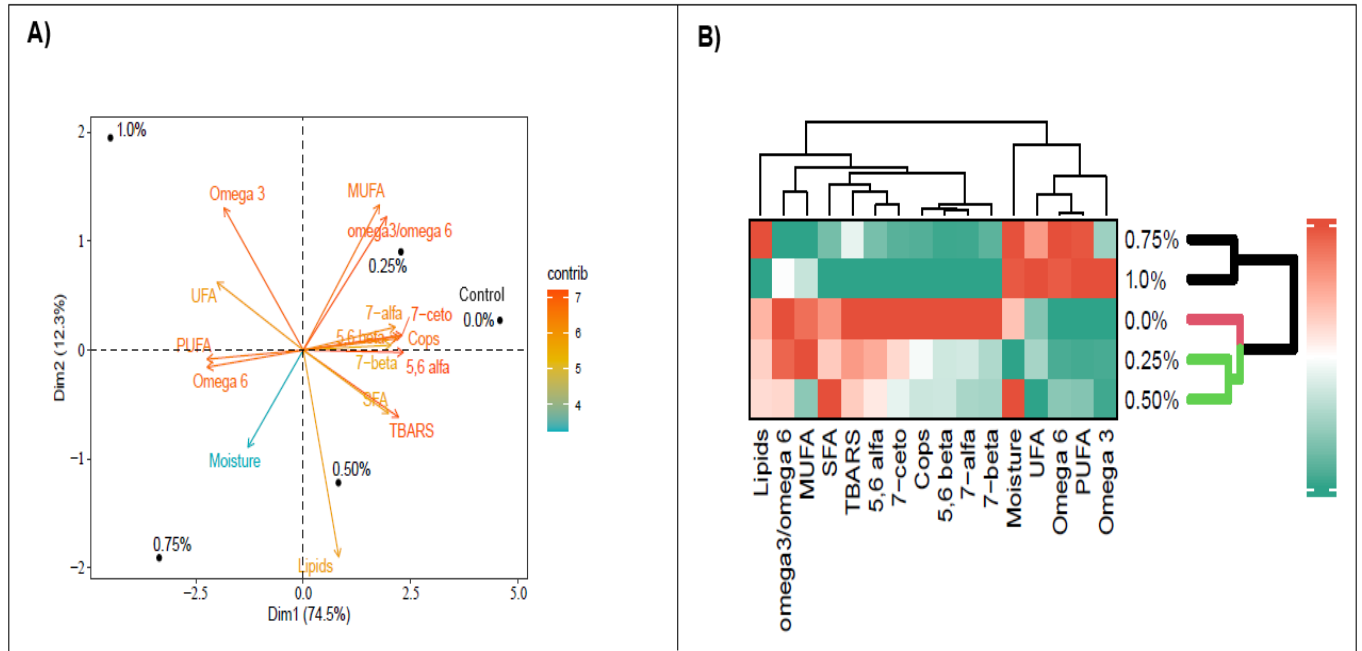 A)
2
1
0
−1
−2
Dim2 (12.3%)
−2.5
0.0
2.5
5.0
Dim1 (74.5%)
1.0%
Omega 3
MUFA
omega3/omega 6
0.25%
UFA
Control
0.0%
7−alfa
7−ceto
5,6 beta
Cops
PUFA
7−beta
5,6 alfa
Omega 6
SFA
TBARS
Moisture
0.50%
0.75%
Lipids
contrib
7
6
5
4
B)
0.75%
1.0%
0.0%
0.25%
0.50%
Lipids
omega3/omega 6
MUFA
SFA
TBARS
5,6 alfa
7−ceto
Cops
5,6 beta
7−alfa
7−beta
Moisture
UFA
Omega 6
PUFA
Omega 3